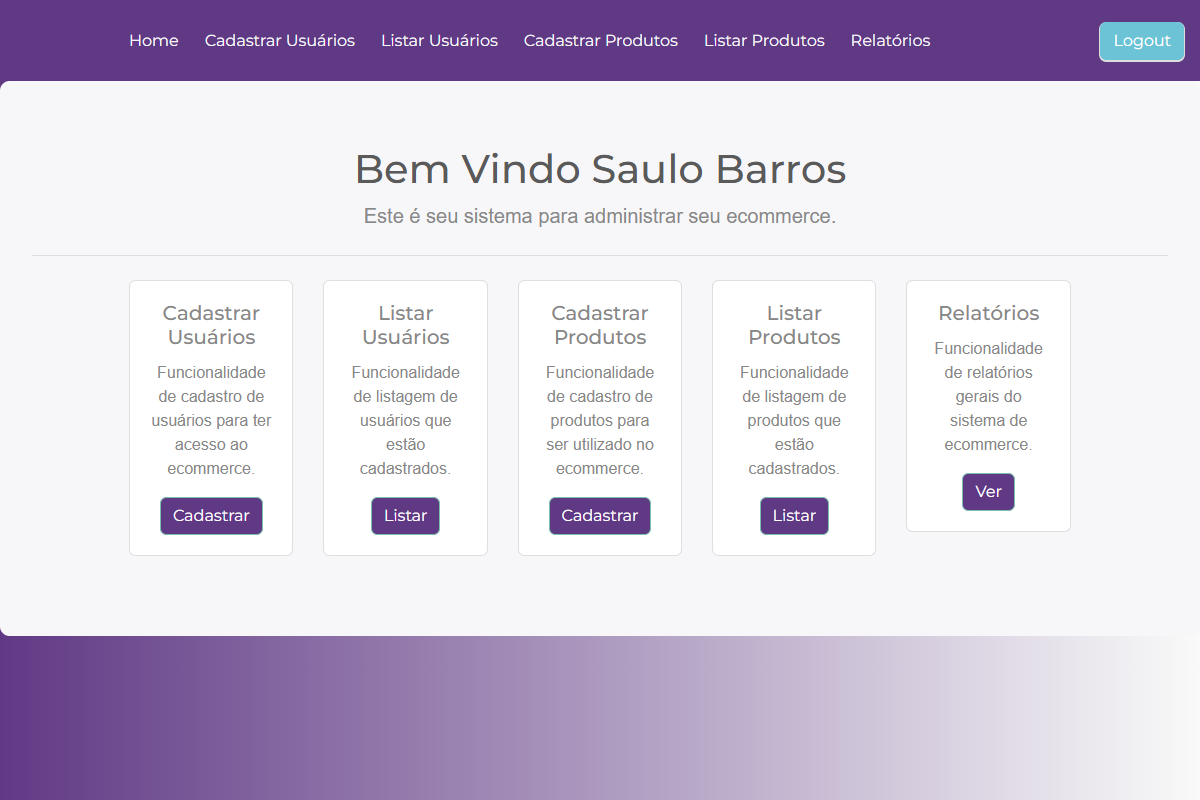 Home Cadastrar Usuários Listar Usuários Cadastrar Produtos Listar Produtos Relatórios Logout
Bem Vindo Saulo Barros
Este é seu sistema para administrar seu ecommerce.
Cadastrar
Usuários
Funcionalidade
de cadastro de
usuários para ter
acesso ao
ecommerce.
Cadastrar
Listar
Usuários
Funcionalidade
de listagem de
usuários que
estão
cadastrados.
Listar
Cadastrar
Produtos
Funcionalidade
de cadastro de
produtos para
ser utilizado no
ecommerce.
Cadastrar
Listar
Produtos
Funcionalidade
de listagem de
produtos que
estão
cadastrados.
Listar
Relatórios
Funcionalidade
de relatórios
gerais do
sistema de
ecommerce.
Ver